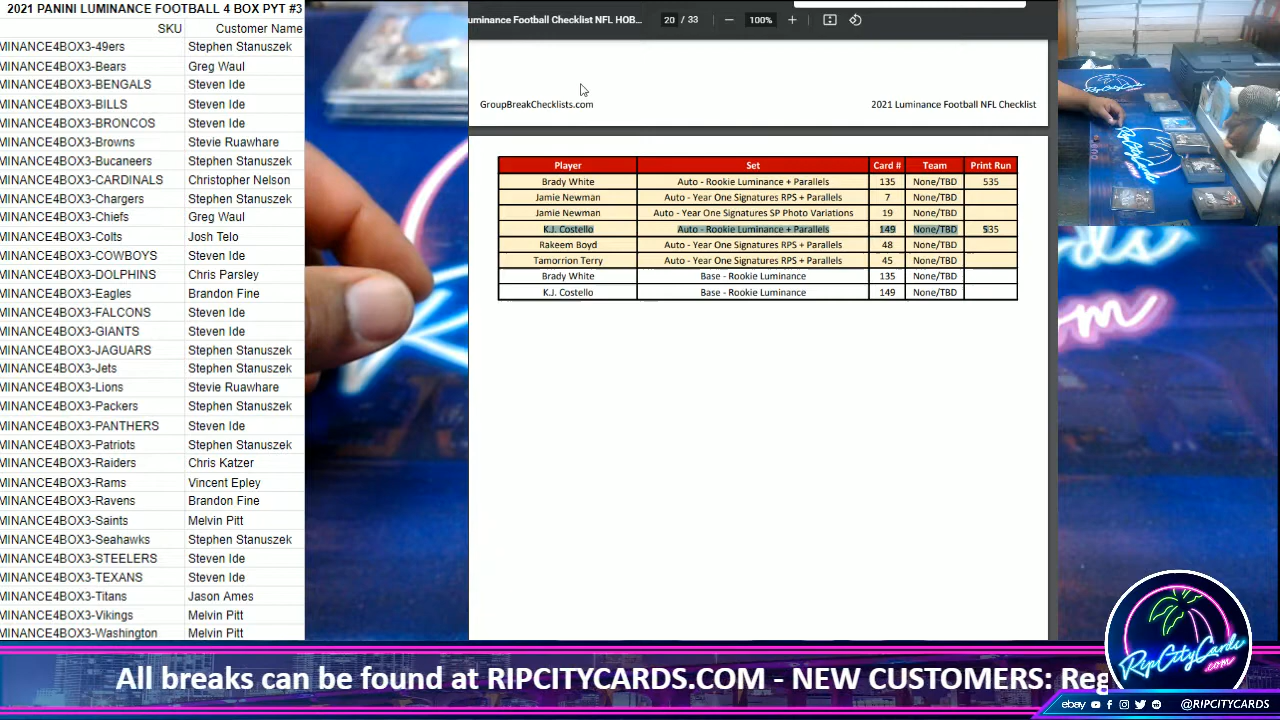 2021 PANINI LUMINANCE FOOTBALL 4 BOX PYT #3
SKU Customer Name
MINANCE4BOX3-49ers Stephen Stanuszek
MINANCE4BOX3-Bears Greg Waul
MINANCE4BOX3-BENGALS Steven Ide
MINANCE4BOX3-BILLS Steven Ide
MINANCE4BOX3-BRONCOS Steven Ide
MINANCE4BOX3-Browns Stevie Ruawhare
MINANCE4BOX3-Bucaneers Stephen Stanuszek
MINANCE4BOX3-CARDINALS Christopher Nelson
MINANCE4BOX3-Chargers Stephen Stanuszek
MINANCE4BOX3-Chiefs Greg Waul
MINANCE4BOX3-Colts Josh Telo
MINANCE4BOX3-COWBOYS Steven Ide
MINANCE4BOX3-DOLPHINS Chris Parsley
MINANCE4BOX3-Eagles Brandon Fine
MINANCE4BOX3-FALCONS Steven Ide
MINANCE4BOX3-GIANTS Steven Ide
MINANCE4BOX3-JAGUARS Stephen Stanuszek
MINANCE4BOX3-Jets Stephen Stanuszek
MINANCE4BOX3-Lions Stevie Ruawhare
MINANCE4BOX3-Packers Stephen Stanuszek
MINANCE4BOX3-PANTHERS Steven Ide
MINANCE4BOX3-Patriots Stephen Stanuszek
MINANCE4BOX3-Raiders Chris Katzer
MINANCE4BOX3-Rams Vincent Epley
MINANCE4BOX3-Ravens Brandon Fine
MINANCE4BOX3-Saints Melvin Pitt
MINANCE4BOX3-Seahawks Stephen Stanuszek
MINANCE4BOX3-STEELERS Steven Ide
MINANCE4BOX3-TEXANS Steven Ide
MINANCE4BOX3-Titans Jason Ames
MINANCE4BOX3-Vikings Melvin Pitt
MINANCE4BOX3-Washington Melvin Pitt
uminance Football Checklist NFL HOB... 20 / 33 100%
GroupBreakChecklists.com 2021 Luminance Football NFL Checklist
Player Set Card # Team Print Run
Brady White Auto - Rookie Luminance + Parallels 135 None/TBD 535
Jamie Newman Auto - Year One Signatures RPS + Parallels 7 None/TBD
Jamie Newman Auto - Year One Signatures SP Photo Variations 19 None/TBD
K.J. Costello Auto - Rookie Luminance + Parallels 149 None/TBD 535
Rakeem Boyd Auto - Year One Signatures RPS + Parallels 48 None/TBD
Tamorrion Terry Auto - Year One Signatures RPS + Parallels 45 None/TBD
Brady White Base - Rookie Luminance 135 None/TBD
K.J. Costello Base - Rookie Luminance 149 None/TBD
All breaks can be found at RIPCITYCARDS.COM - NEW CUSTOMERS: Reg
RipCityCards
.com
ebay @RIPCITYCARDS